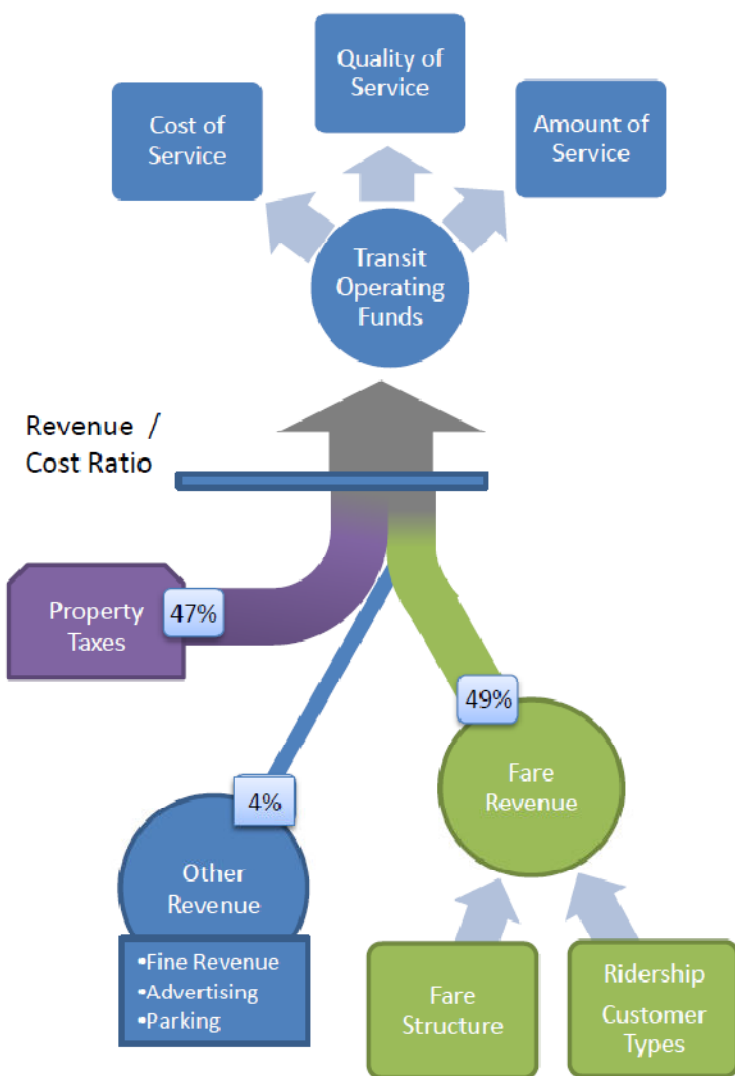 Quality of
Service
Cost of
Service
Amount of
Service
Transit
Operating
Funds
Revenue /
Cost Ratio
Property
Taxes
47%
49%
Fare
Revenue
4%
Other
Revenue
•Fine Revenue
•Advertising
•Parking
Fare
Structure
Ridership
Customer
Types